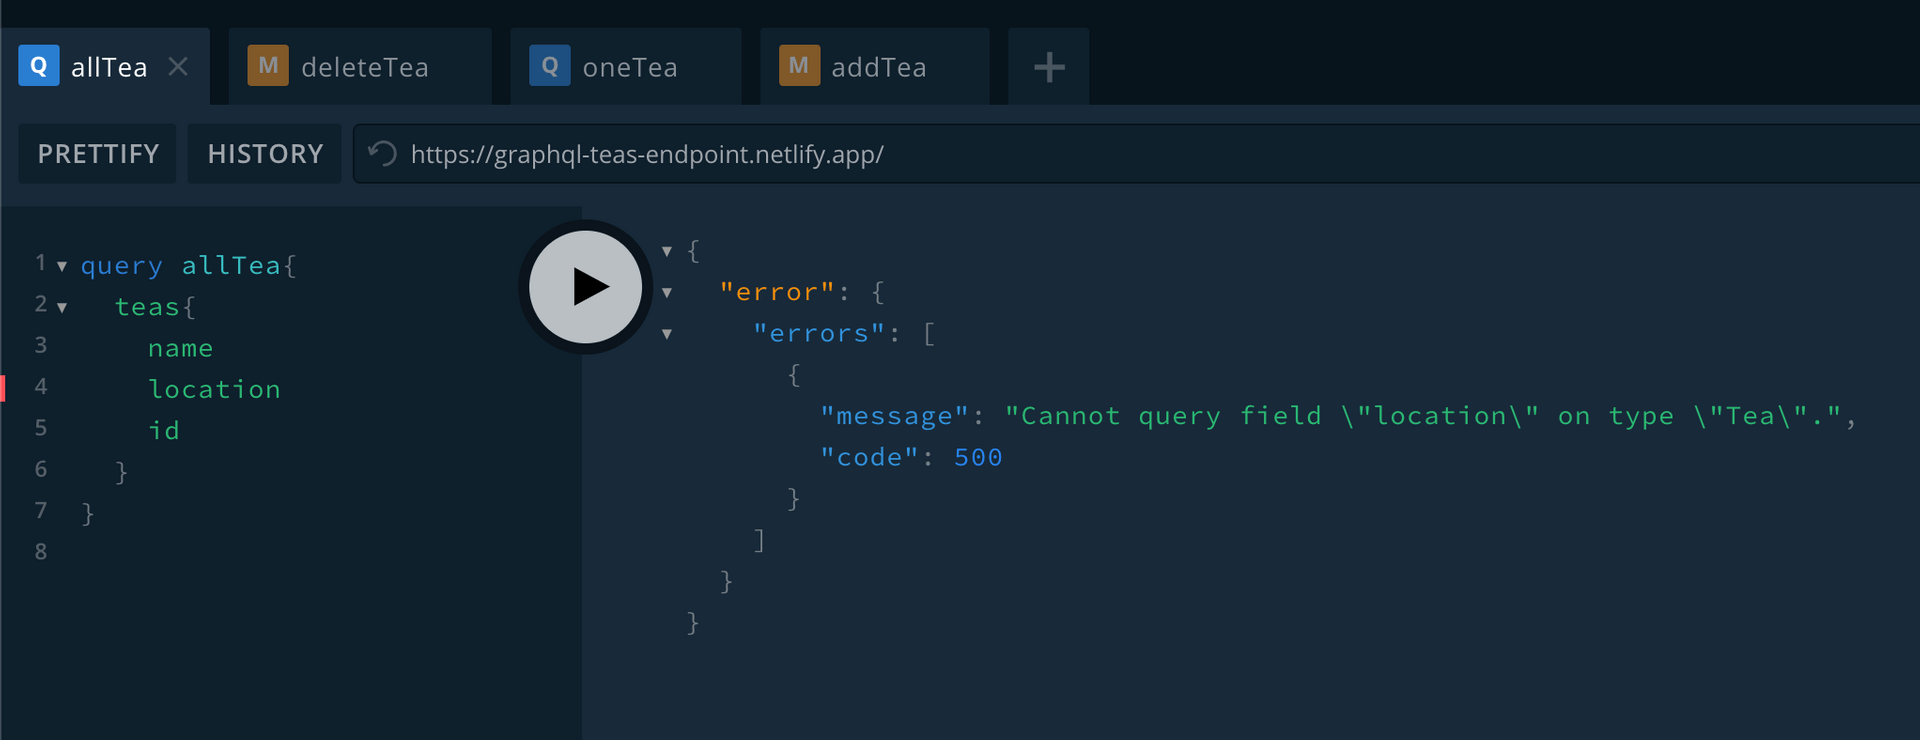 Q allTea × M deleteTea Q oneTea M addTea +
PRETTIFY HISTORY https://graphql-teas-endpoint.netlify.app/
1 query allTea{
2 teas{
3 name
4 location
5 id
6 }
7 }
8
{
"error": {
"errors": [
{
"message": "Cannot query field \"location\" on type \"Tea\".",
"code": 500
}
]
}
}